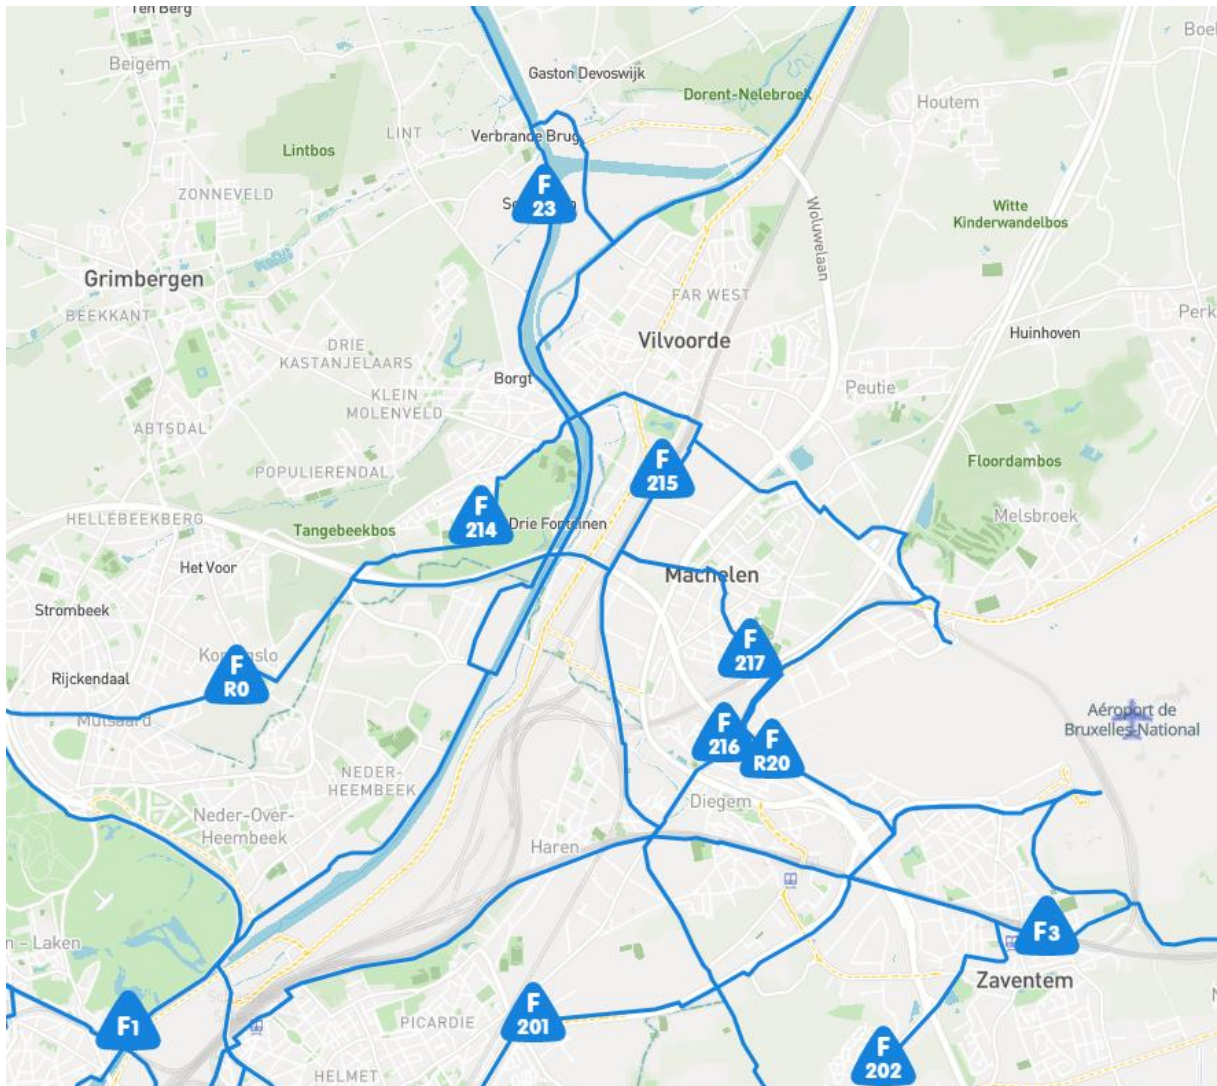 Ten Berg
Boe
Beigem
Gaston Devoswijk
Dorent-Nelebroek
Houtem
LINT
Verbrande Brug
Lintbos
ZONNEVELD
F
23
Witte
Kinderwandelbos
Woluwelaan
Grimbergen
FAR WEST
BEEKKANT
Perk
Huinhoven
Vilvoorde
DRIE
KASTANJELAARS
Borgt
Peutie
KLEIN
MOLENVELD
ABTSDAL
POPULIERENDAL
F
215
Floordambos
HELLEBEEKBERG
F
214
Drie Fonteinen
Tangebeekbos
Melsbroek
Het Voor
Machelen
Strombeek
F
217
F
R0
Rijckendaal
Mutsaard
F
216
F
R20
Aéroport de
Bruxelles-National
NEDER-
HEEMBEEK
Diegem
Neder-Over-
Heembeek
Haren
n - Laken
F3
Zaventem
F1
F
201
PICARDIE
F
202
HELMET